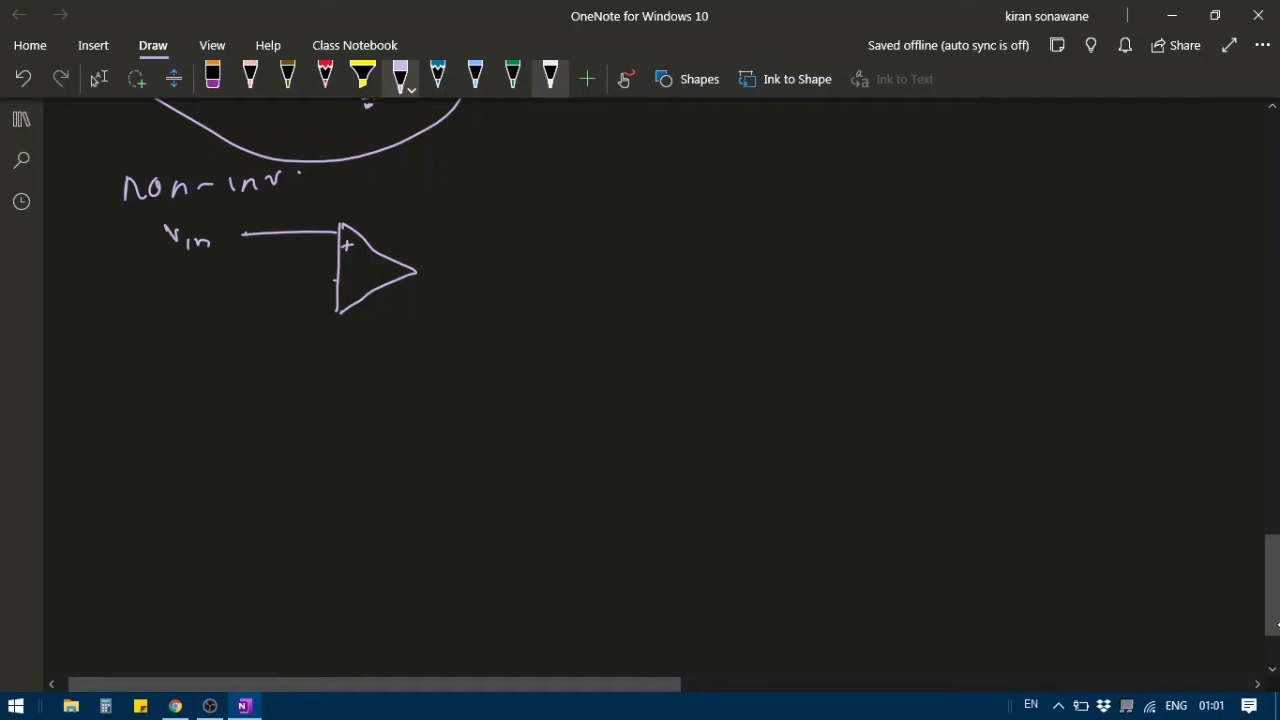 OneNote for Windows 10
kiran sonawane
Home Insert Draw View Help Class Notebook
Saved offline (auto sync is off)
Share
Shapes
Ink to Shape
Ink to Text
non-inv.
vin
+
-
EN
ENG
01:01